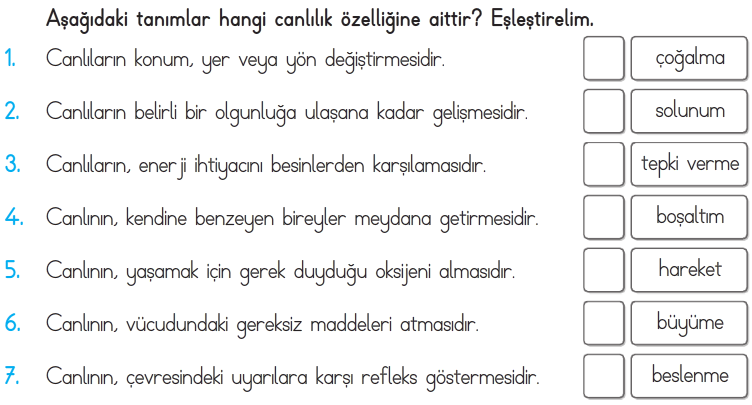 Aşağıdaki tanımlar hangi canlılık özelliğine aittir? Eşleştirelim.
1. Canlıların konum, yer veya yön değiştirmesidir. çoğalma
2. Canlıların belirli bir olgunluğa ulaşana kadar gelişmesidir. solunum
3. Canlıların, enerji ihtiyacını besinlerden karşılamasıdır. tepki verme
4. Canlının, kendine benzeyen bireyler meydana getirmesidir. boşaltım
5. Canlının, yaşamak için gerek duyduğu oksijeni almasıdır. hareket
6. Canlının, vücudundaki gereksiz maddeleri atmasıdır. büyüme
7. Canlının, çevresindeki uyarılara karşı refleks göstermesidir. beslenme